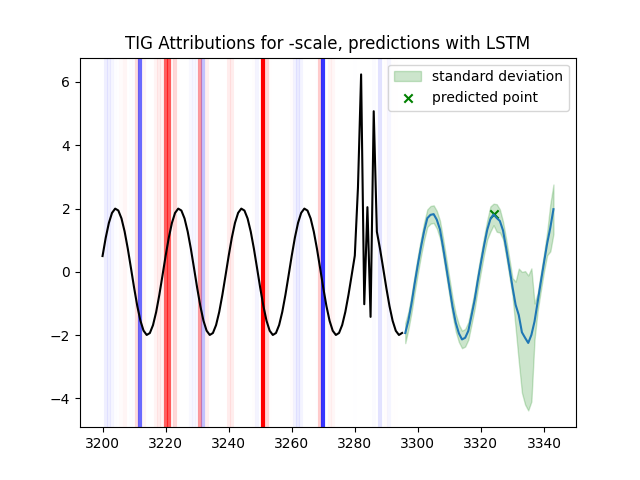 TIG Attributions for -scale, predictions with LSTM
standard deviation
predicted point
6
4
2
0
−2
−4
3200 3220 3240 3260 3280 3300 3320 3340